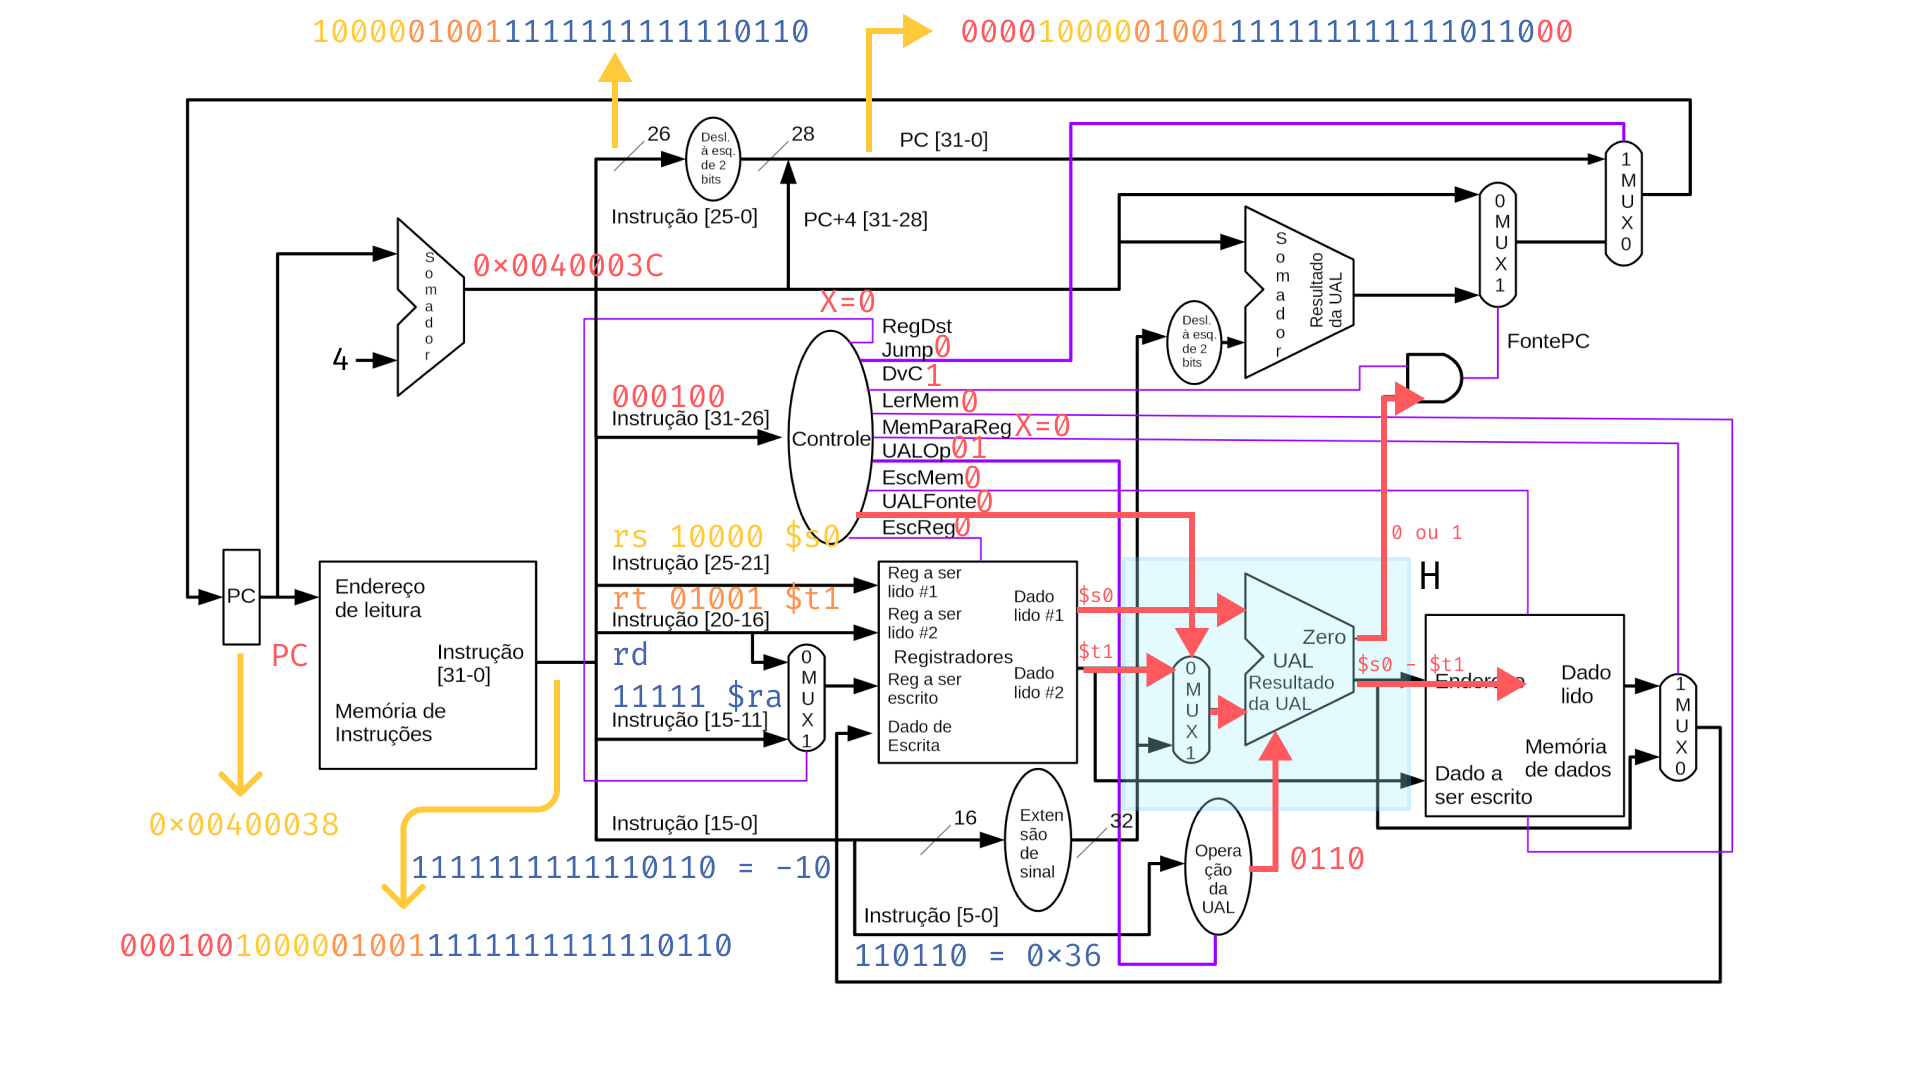 10000010011111111111110110
00001000001001111111111111011000
26
Desl.
à esq.
de 2
bits
28
PC [31-0]
1
M
U
X
0
Instrução [25-0]
PC+4 [31-28]
0
M
U
X
1
Somador
0×0040003C
Somador
Resultado
da UAL
X=0
RegDst
Jump 0
DvC 1
LerMem 0
MemParaReg X=0
UALOp 01
EscMem 0
UALFonte 0
EscReg 0
Desl.
à esq.
de 2
bits
FontePC
4
000100
Instrução [31-26]
Controle
rs 10000 $s0
Instrução [25-21]
rt 01001 $t1
Instrução [20-16]
rd
11111 $ra
Instrução [15-11]
0
M
U
X
1
PC
PC
Endereço
de leitura
Instrução
[31-0]
Memória de
Instruções
Reg a ser
lido #1
Reg a ser
lido #2
Registradores
Reg a ser
escrito
Dado de
Escrita
Dado
lido #1
Dado
lido #2
$s0
$t1
0
M
U
X
1
Zero
UAL
Resultado
da UAL
0 ou 1
H
$s0 - $t1
Endereço
Dado
lido
Memória
de dados
Dado a
ser escrito
1
M
U
X
0
0×00400038
Instrução [15-0]
16
Exten
são
de
sinal
32
1111111111110110 = -10
Opera
ção
da
UAL
0110
Instrução [5-0]
00010010000010011111111111110110
110110 = 0×36